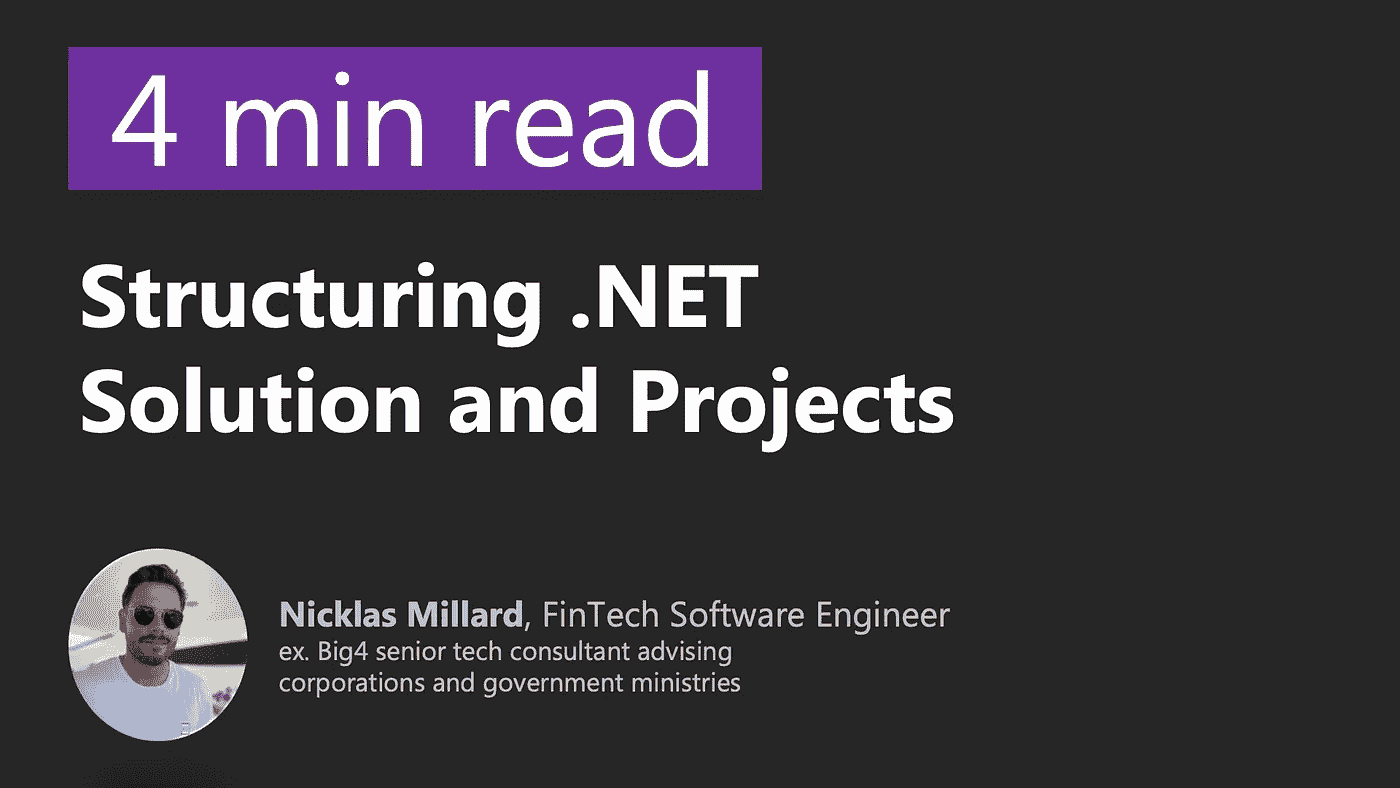 4 min read
Structuring .NET
Solution and Projects
Nicklas Millard, FinTech Software Engineer
ex. Big4 senior tech consultant advising
corporations and government ministries